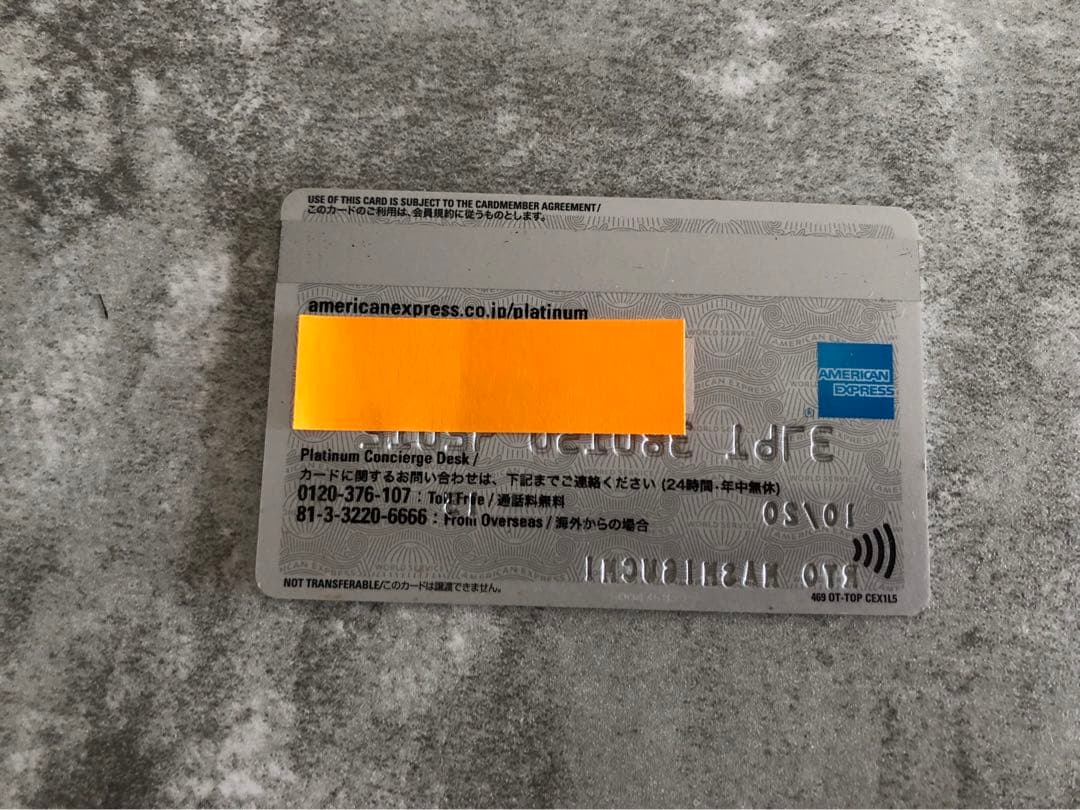 USE OF THIS CARD IS SUBJECT TO THE CARDMEMBER AGREEMENT/
このカードのご利用は、会員規約に従うものとします。
americanexpress.co.jp/platinum
AMERICAN
EXPRESS
Platinum Concierge Desk /
カードに関するお問い合わせは、下記までご連絡ください (24時間・年中無休)
0120-376-107 : Toll Free / 通話料無料
81-3-3220-6666 : From Overseas / 海外からの場合
NOT TRANSFERABLE/このカードは譲渡できません。
469 OT-TOP CEX1L5